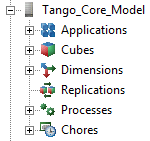 Tango_Core_Model
Applications
Cubes
Dimensions
Replications
Processes
Chores